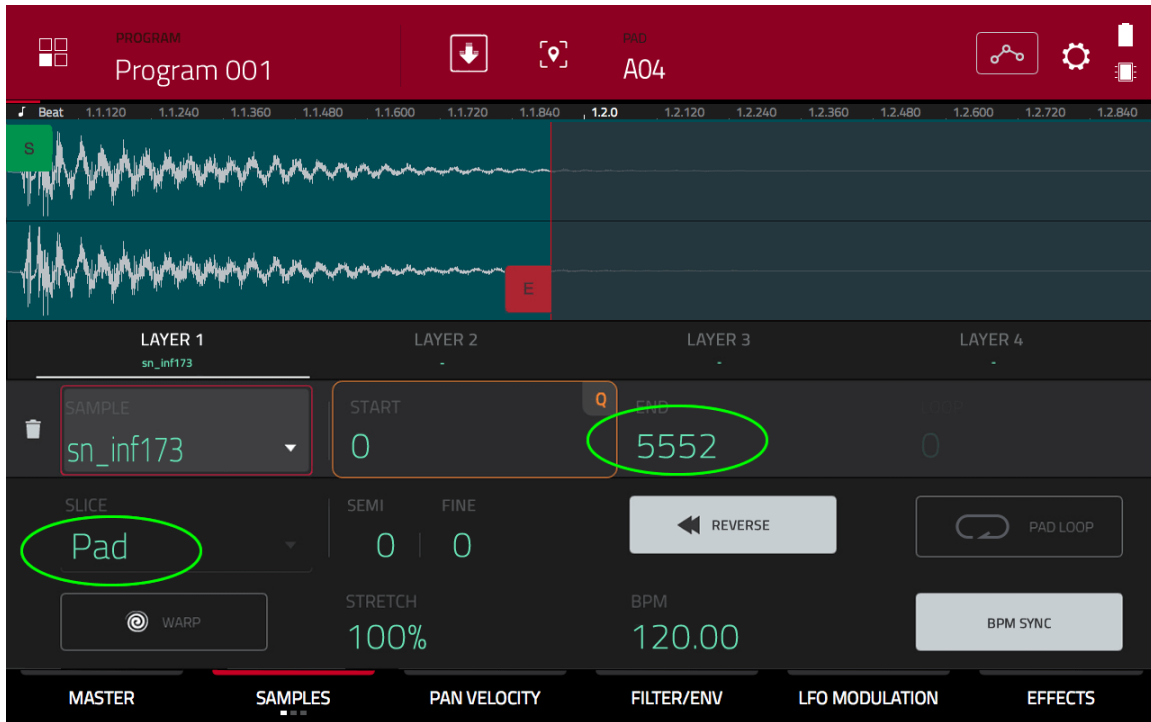 PROGRAM
Program 001
PAD
A04
Beat 1.1.120 1.1.240 1.1.360 1.1.480 1.1.600 1.1.720 1.1.840 1.2.0 1.2.120 1.2.240 1.2.360 1.2.480 1.2.600 1.2.720 1.2.840
S
E
LAYER 1 LAYER 2 LAYER 3 LAYER 4
sn_inf173 - - -
SAMPLE START Q END LOOP
sn_inf173 0 5552 0
SLICE SEMI FINE
Pad 0 0 REVERSE PAD LOOP
WARP STRETCH BPM BPM SYNC
100% 120.00
MASTER SAMPLES PAN VELOCITY FILTER/ENV LFO MODULATION EFFECTS